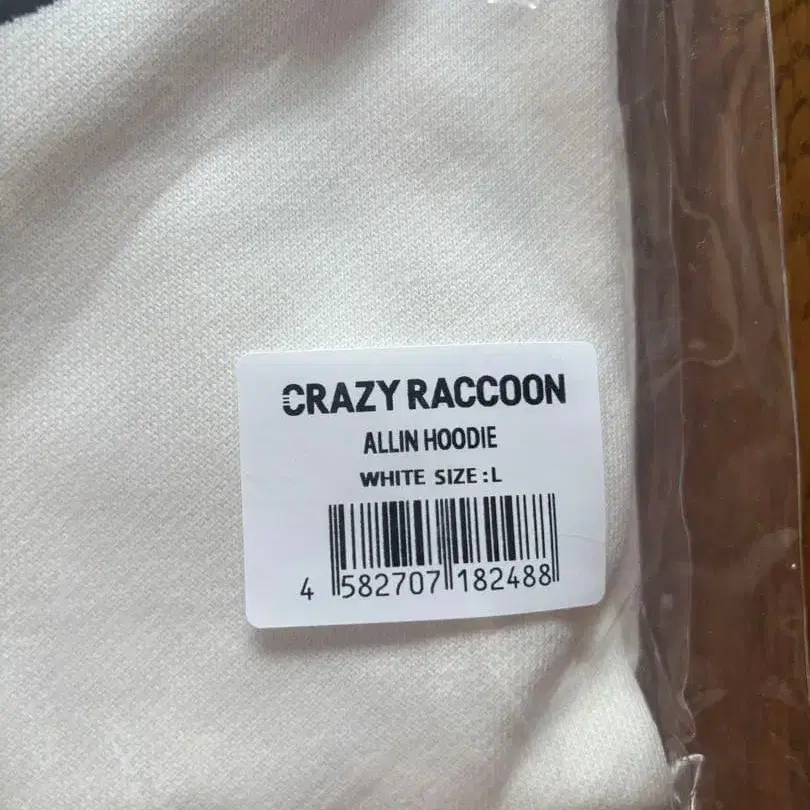 CRAZY RACCOON
ALLIN HOODIE
WHITE SIZE:L
4 582707 182488